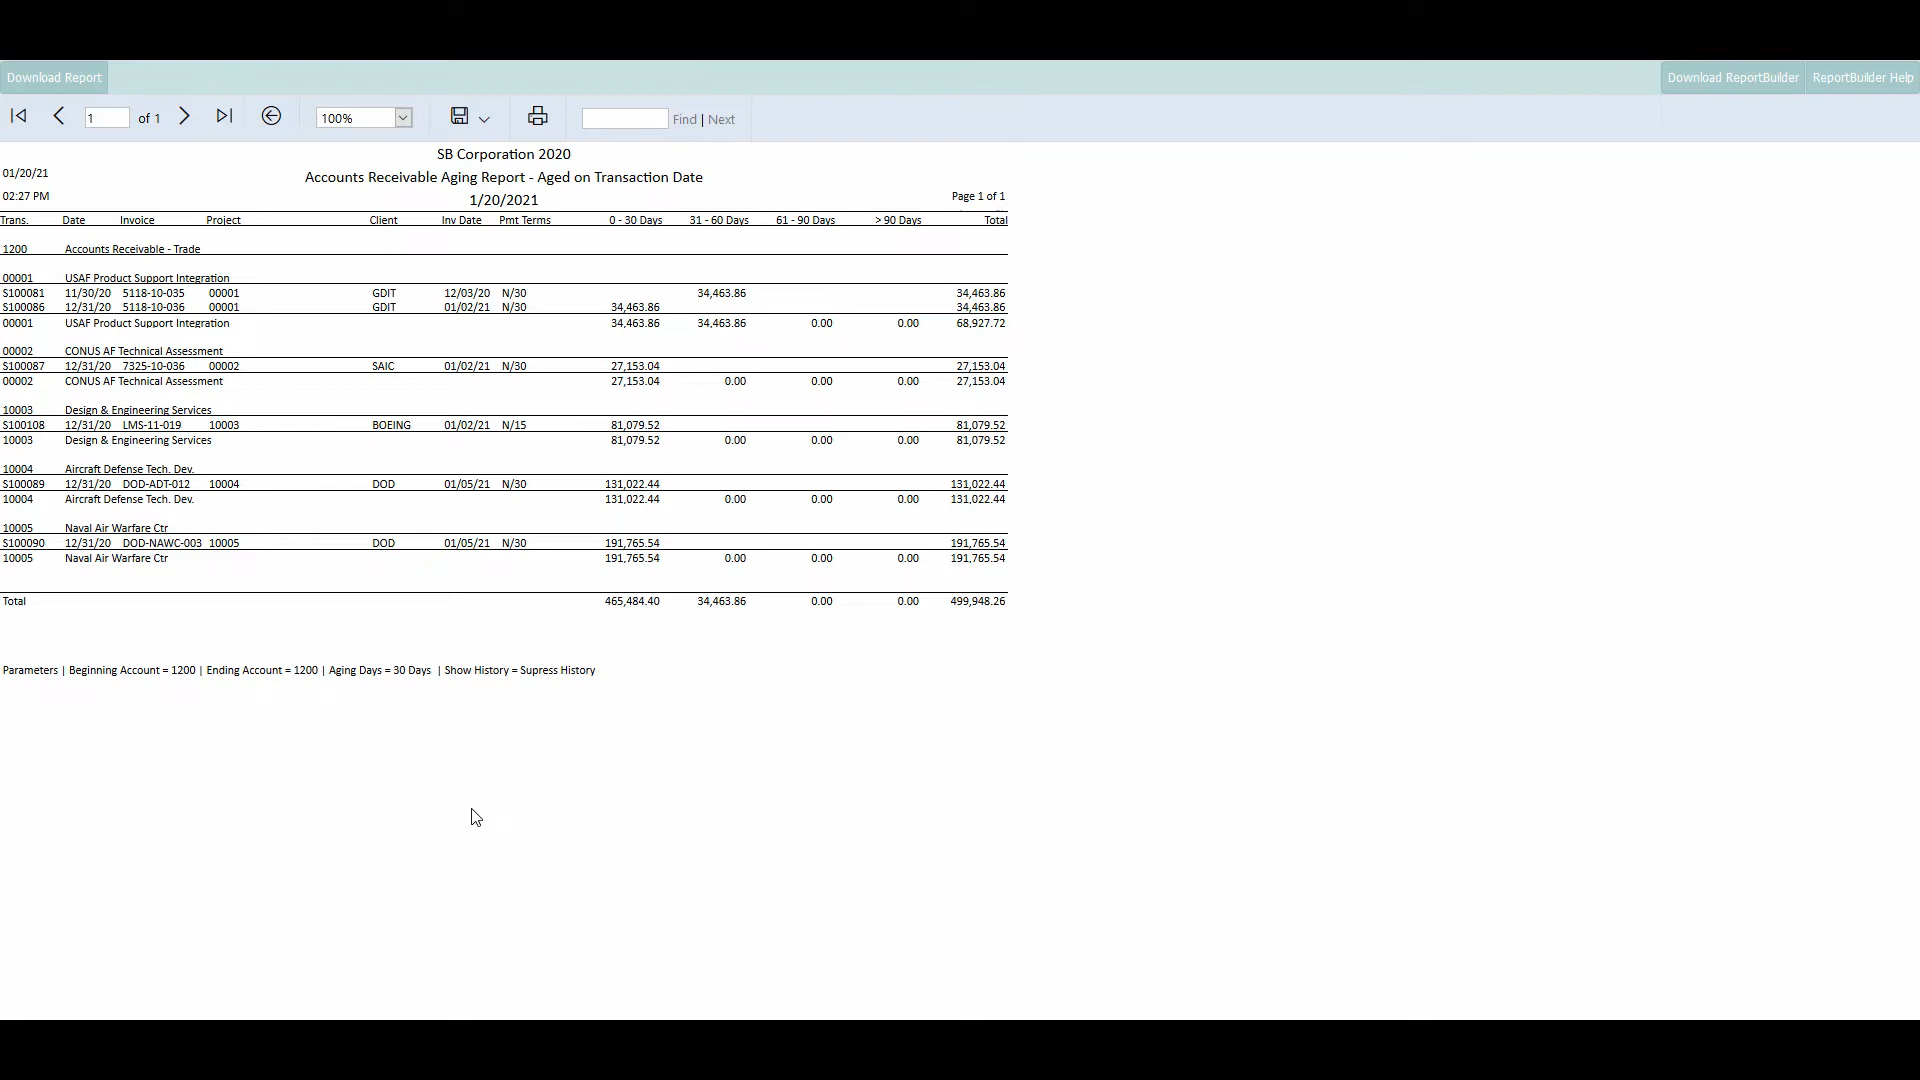 Download Report Download ReportBuilder ReportBuilder Help
1 of 1 100% Find | Next
SB Corporation 2020
01/20/21
Accounts Receivable Aging Report - Aged on Transaction Date
02:27 PM 1/20/2021 Page 1 of 1
Trans. Date Invoice Project Client Inv Date Pmt Terms 0 - 30 Days 31 - 60 Days 61 - 90 Days > 90 Days Total
1200 Accounts Receivable - Trade
00001 USAF Product Support Integration
S100081 11/30/20 5118-10-035 00001 GDIT 12/03/20 N/30 34,463.86 34,463.86
S100086 12/31/20 5118-10-036 00001 GDIT 01/02/21 N/30 34,463.86 34,463.86
00001 USAF Product Support Integration 34,463.86 34,463.86 0.00 0.00 68,927.72
00002 CONUS AF Technical Assessment
S100087 12/31/20 7325-10-036 00002 SAIC 01/02/21 N/30 27,153.04 27,153.04
00002 CONUS AF Technical Assessment 27,153.04 0.00 0.00 0.00 27,153.04
10003 Design & Engineering Services
S100108 12/31/20 LMS-11-019 10003 BOEING 01/02/21 N/15 81,079.52 81,079.52
10003 Design & Engineering Services 81,079.52 0.00 0.00 0.00 81,079.52
10004 Aircraft Defense Tech. Dev.
S100089 12/31/20 DOD-ADT-012 10004 DOD 01/05/21 N/30 131,022.44 131,022.44
10004 Aircraft Defense Tech. Dev. 131,022.44 0.00 0.00 0.00 131,022.44
10005 Naval Air Warfare Ctr
S100090 12/31/20 DOD-NAWC-003 10005 DOD 01/05/21 N/30 191,765.54 191,765.54
10005 Naval Air Warfare Ctr 191,765.54 0.00 0.00 0.00 191,765.54
Total 465,484.40 34,463.86 0.00 0.00 499,948.26
Parameters | Beginning Account = 1200 | Ending Account = 1200 | Aging Days = 30 Days | Show History = Supress History